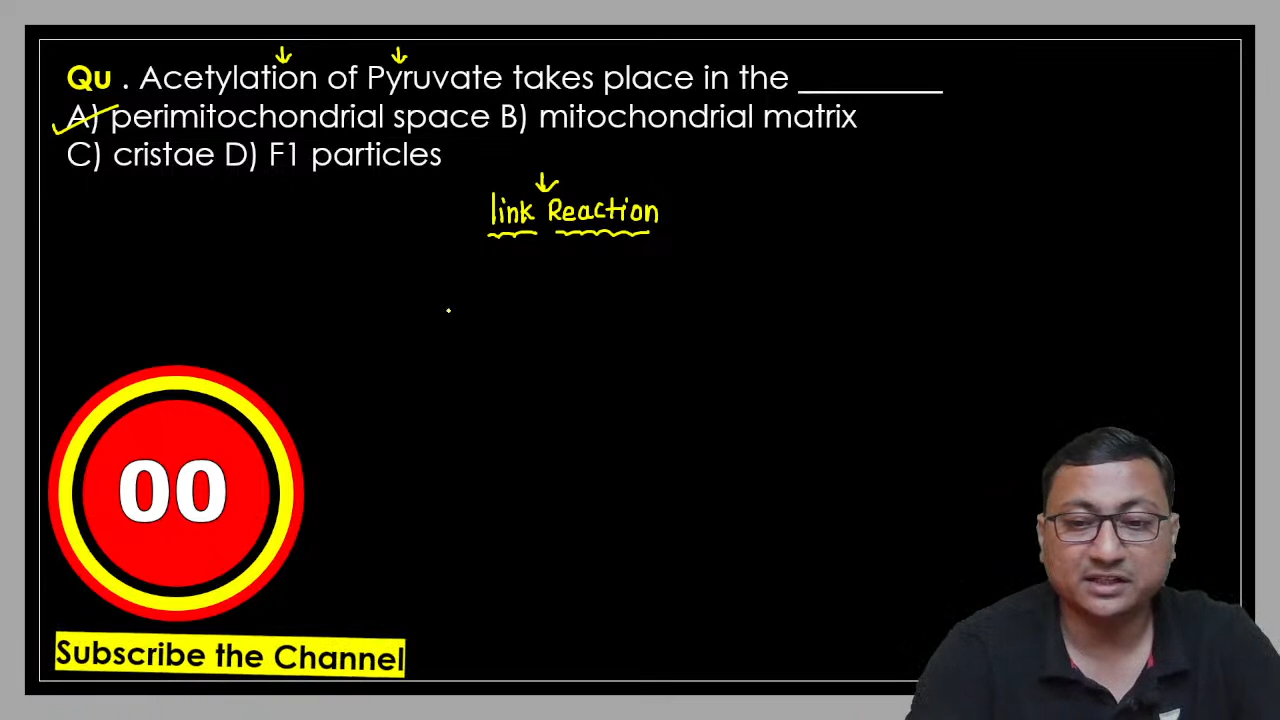 Qu . Acetylation of Pyruvate takes place in the _________
A) perimitochondrial space B) mitochondrial matrix
C) cristae D) F1 particles
link Reaction
00
Subscribe the Channel